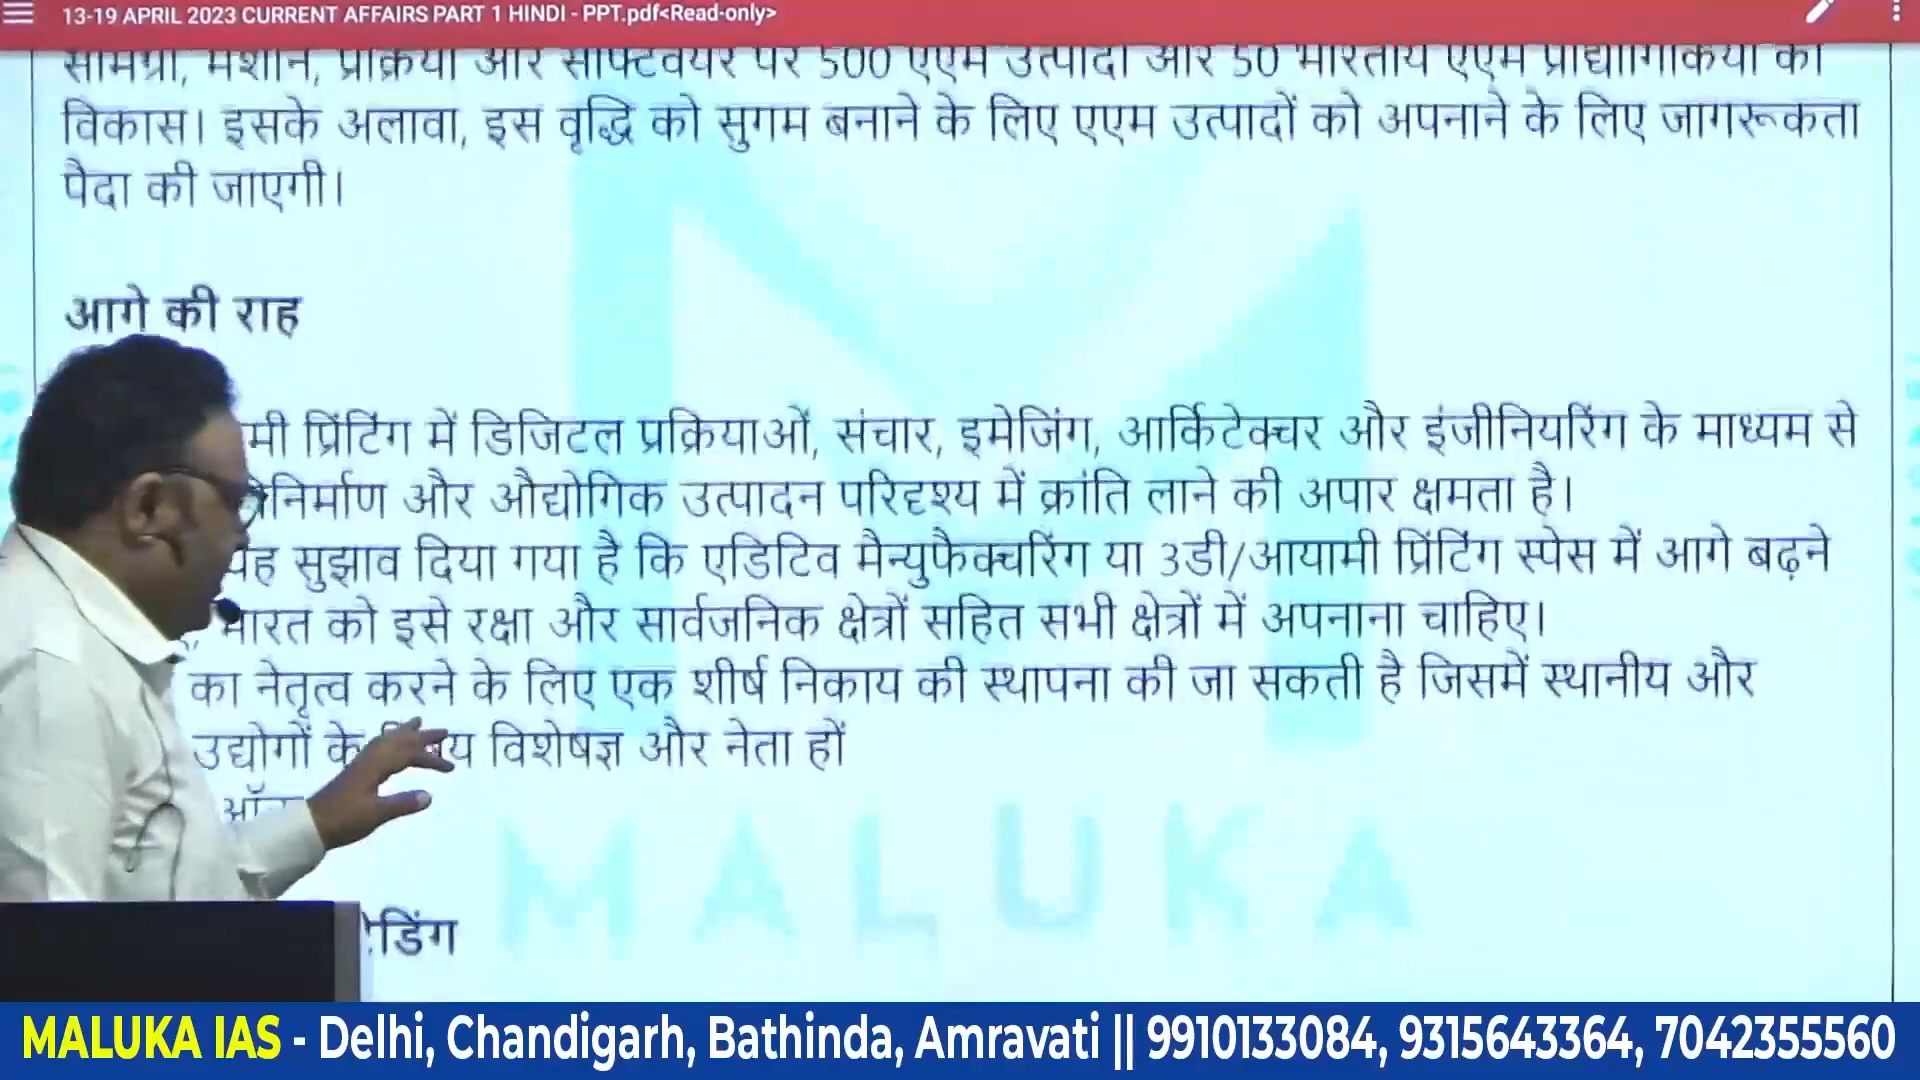 13-19 APRIL 2023 CURRENT AFFAIRS PART 1 HINDI - PPT.pdf<Read-only>
सामग्री, मशीन, प्रक्रिया और सॉफ्टवेयर पर 500 एएम उत्पादों और 50 भारतीय एएम प्रौद्योगिकियों का
विकास। इसके अलावा, इस वृद्धि को सुगम बनाने के लिए एएम उत्पादों को अपनाने के लिए जागरूकता
पैदा की जाएगी।
आगे की राह
मी प्रिंटिंग में डिजिटल प्रक्रियाओं, संचार, इमेजिंग, आर्किटेक्चर और इंजीनियरिंग के माध्यम से
निर्माण और औद्योगिक उत्पादन परिदृश्य में क्रांति लाने की अपार क्षमता है।
यह सुझाव दिया गया है कि एडिटिव मैन्युफैक्चरिंग या 3डी/आयामी प्रिंटिंग स्पेस में आगे बढ़ने
, भारत को इसे रक्षा और सार्वजनिक क्षेत्रों सहित सभी क्षेत्रों में अपनाना चाहिए।
का नेतृत्व करने के लिए एक शीर्ष निकाय की स्थापना की जा सकती है जिसमें स्थानीय और
उद्योगों के विशेषज्ञ और नेता हों
MALUKA
डिंग
MALUKA IAS - Delhi, Chandigarh, Bathinda, Amravati || 9910133084, 9315643364, 7042355560